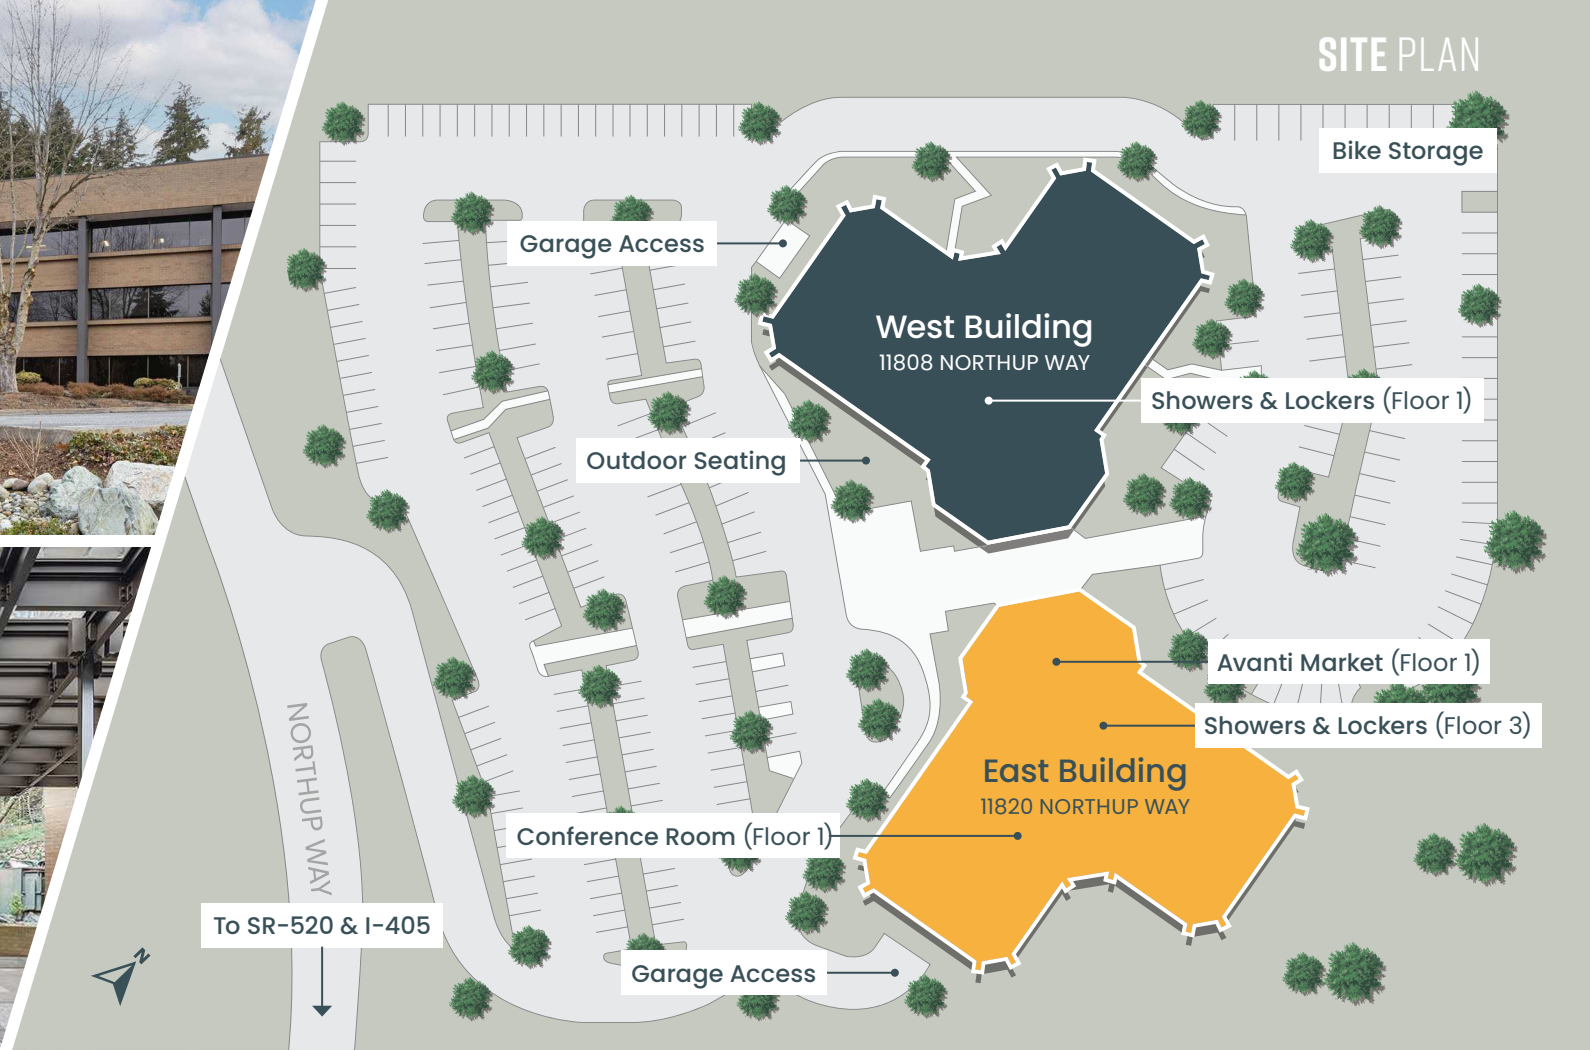 SITE PLAN
Bike Storage
Garage Access
West Building
11808 NORTHUP WAY
Showers & Lockers (Floor 1)
Outdoor Seating
Avanti Market (Floor 1)
Showers & Lockers (Floor 3)
East Building
11820 NORTHUP WAY
Conference Room (Floor 1)
NORTHUP WAY
To SR-520 & I-405
N
Garage Access